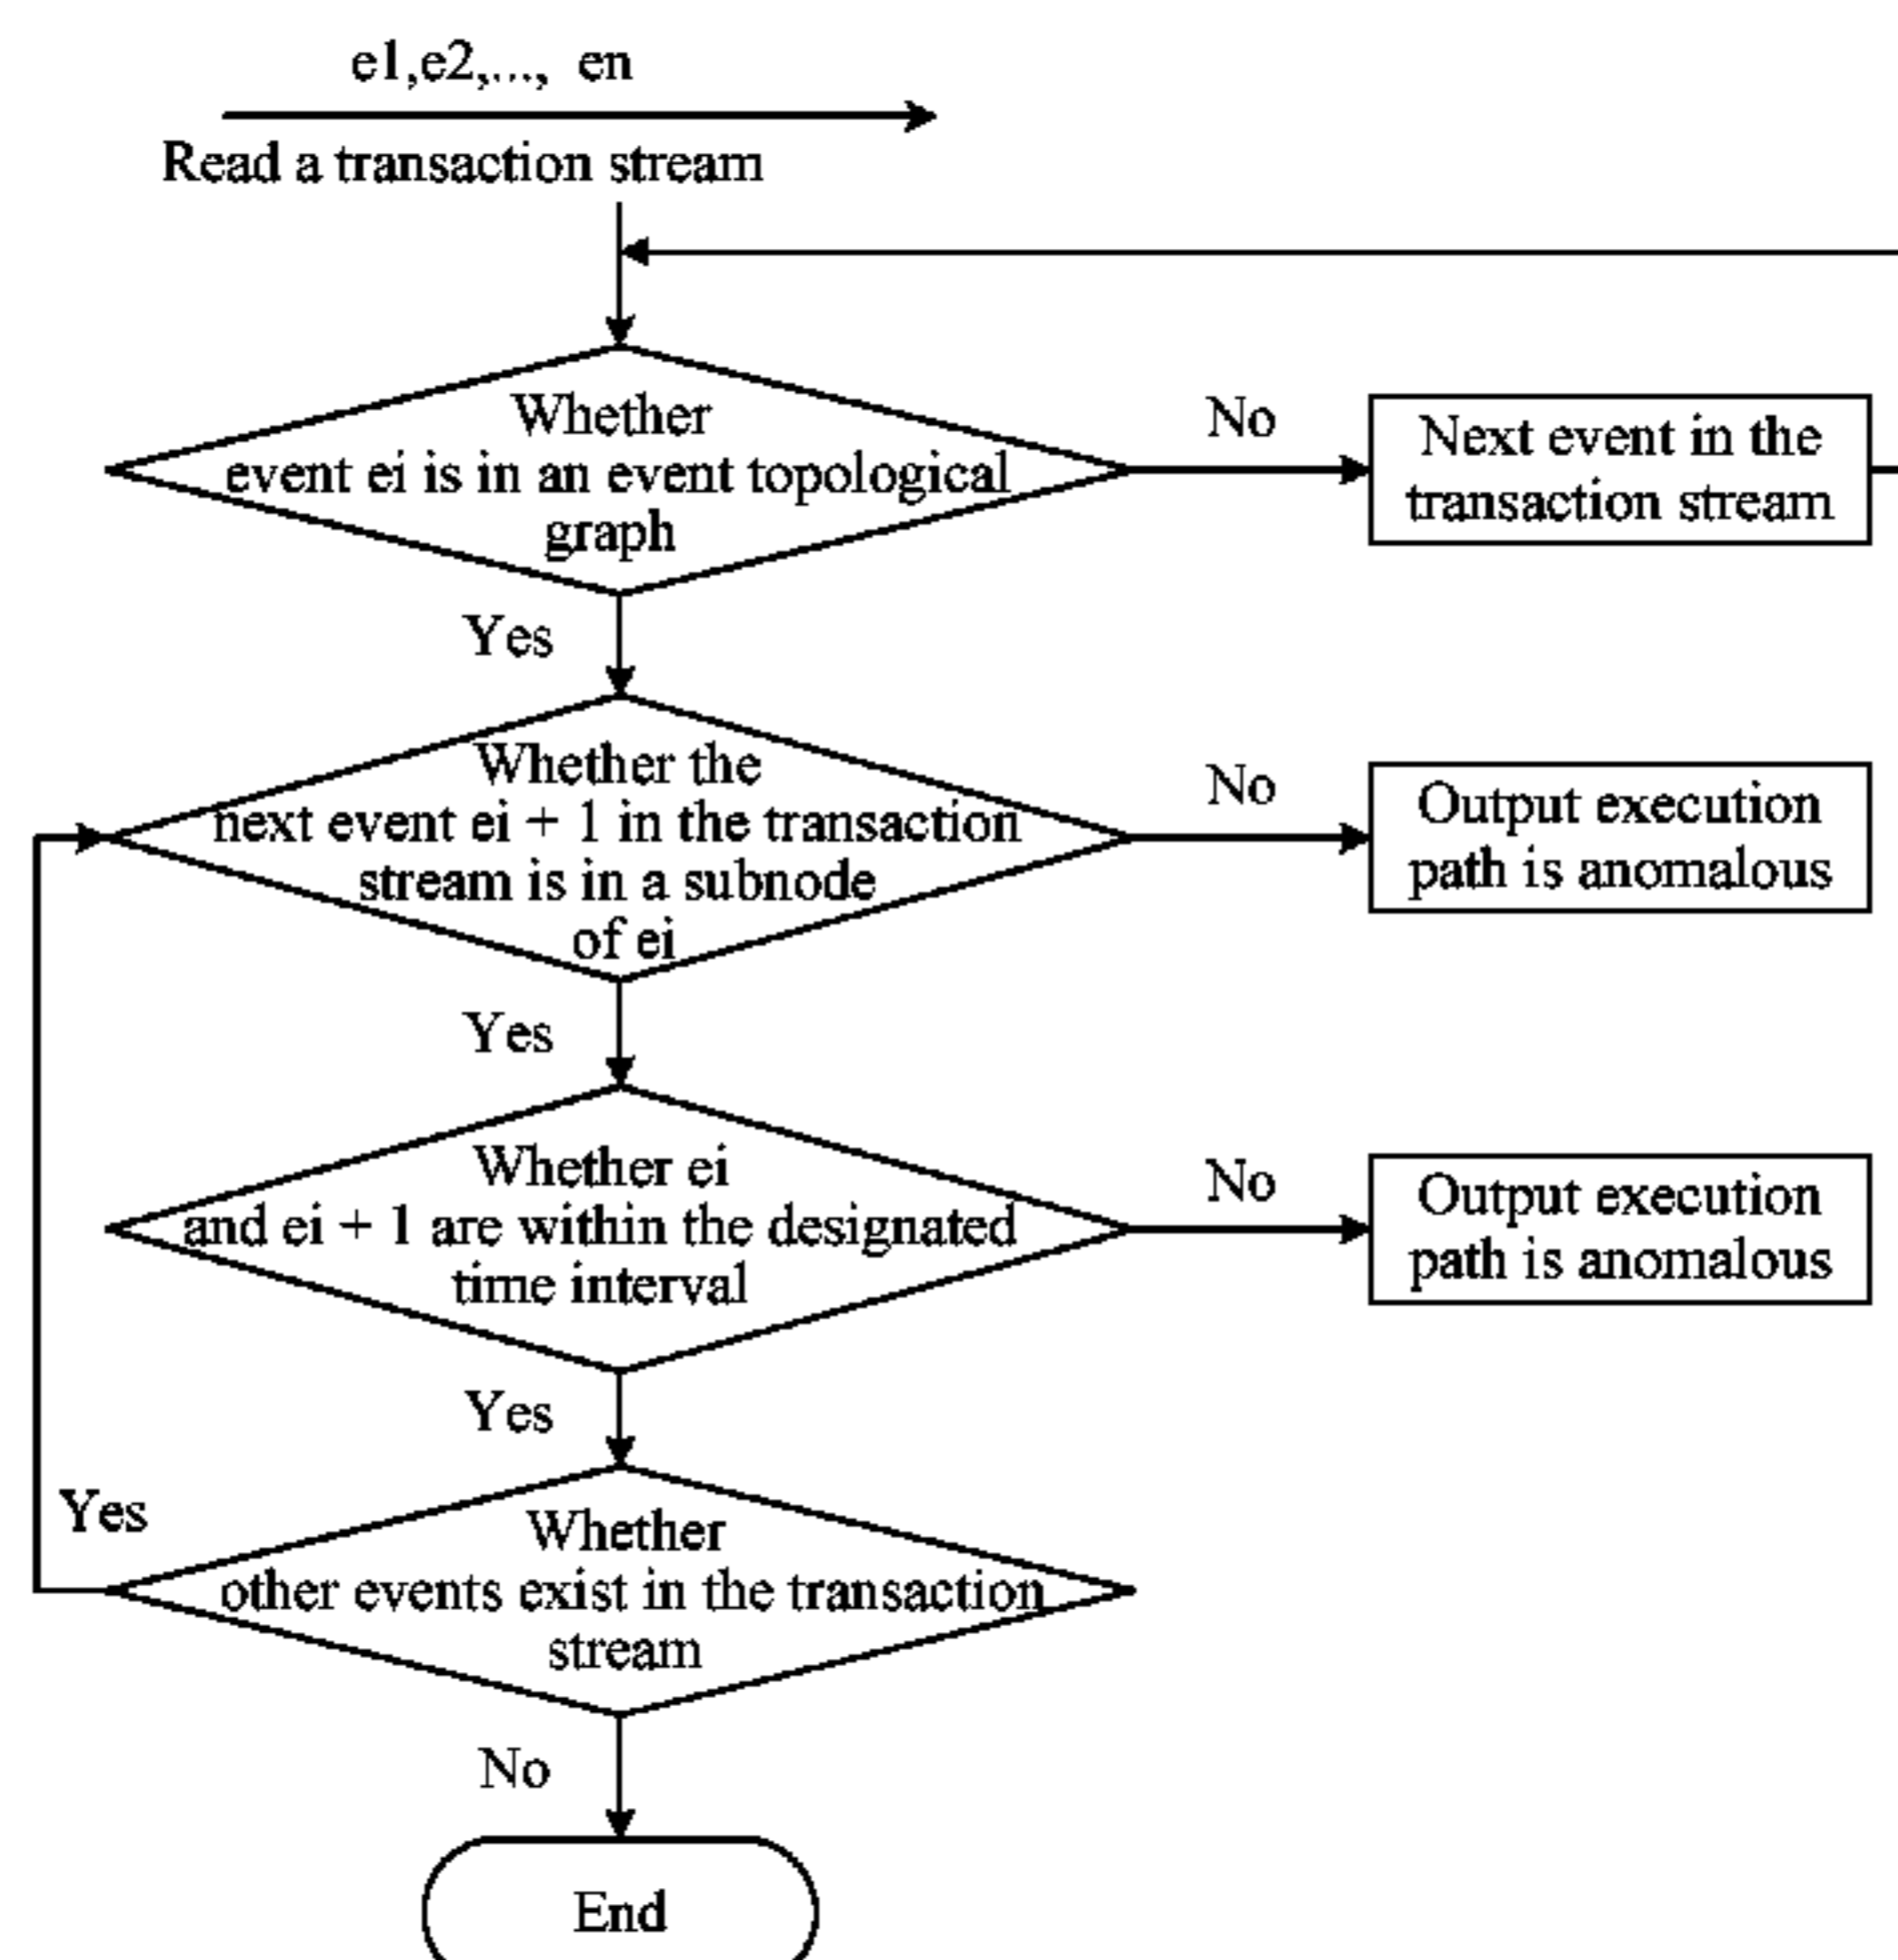 e1,e2,..., en
Read a transaction stream
Whether
event ei is in an event topological
graph
No
Next event in the
transaction stream
Yes
Whether the
next event ei + 1 in the transaction
stream is in a subnode
of ei
No
Output execution
path is anomalous
Yes
Whether ei
and ei + 1 are within the designated
time interval
No
Output execution
path is anomalous
Yes
Yes
Whether
other events exist in the transaction
stream
No
End